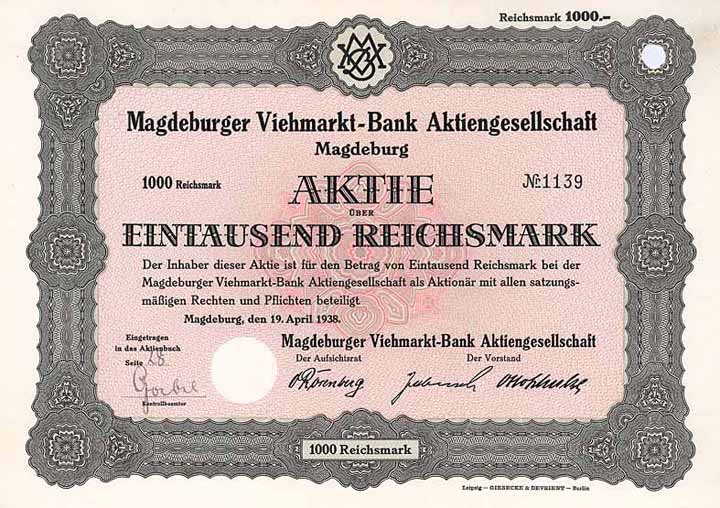 Reichsmark 1000.–
Magdeburger Viehmarkt-Bank Aktiengesellschaft
Magdeburg
1000 Reichsmark AKTIE № 1139
ÜBER
EINTAUSEND REICHSMARK
Der Inhaber dieser Aktie ist für den Betrag von Eintausend Reichsmark bei der
Magdeburger Viehmarkt-Bank Aktiengesellschaft als Aktionär mit allen satzungs-
mäßigen Rechten und Pflichten beteiligt.
Magdeburg, den 19. April 1938.
Eingetragen
in das Aktienbuch
Seite 28
Goebel
Kontrollbeamter
Magdeburger Viehmarkt-Bank Aktiengesellschaft
Der Aufsichtsrat Der Vorstand
1000 Reichsmark
Leipzig – GIESECKE & DEVRIENT – Berlin